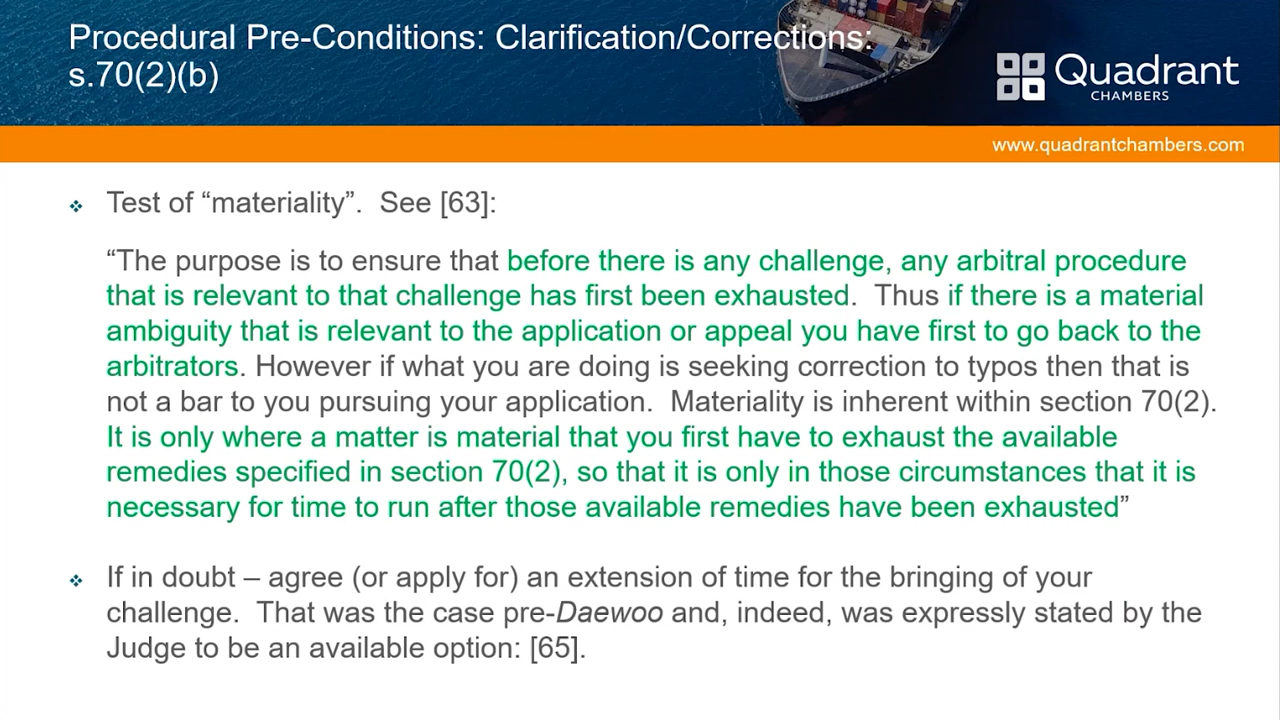 Procedural Pre-Conditions: Clarification/Corrections:
s.70(2)(b)
Quadrant
CHAMBERS
www.quadrantchambers.com
❖ Test of “materiality”.  See [63]:
“The purpose is to ensure that before there is any challenge, any arbitral procedure
that is relevant to that challenge has first been exhausted.  Thus if there is a material
ambiguity that is relevant to the application or appeal you have first to go back to the
arbitrators. However if what you are doing is seeking correction to typos then that is
not a bar to you pursuing your application.  Materiality is inherent within section 70(2).
It is only where a matter is material that you first have to exhaust the available
remedies specified in section 70(2), so that it is only in those circumstances that it is
necessary for time to run after those available remedies have been exhausted”
❖ If in doubt – agree (or apply for) an extension of time for the bringing of your
challenge.  That was the case pre-Daewoo and, indeed, was expressly stated by the
Judge to be an available option: [65].